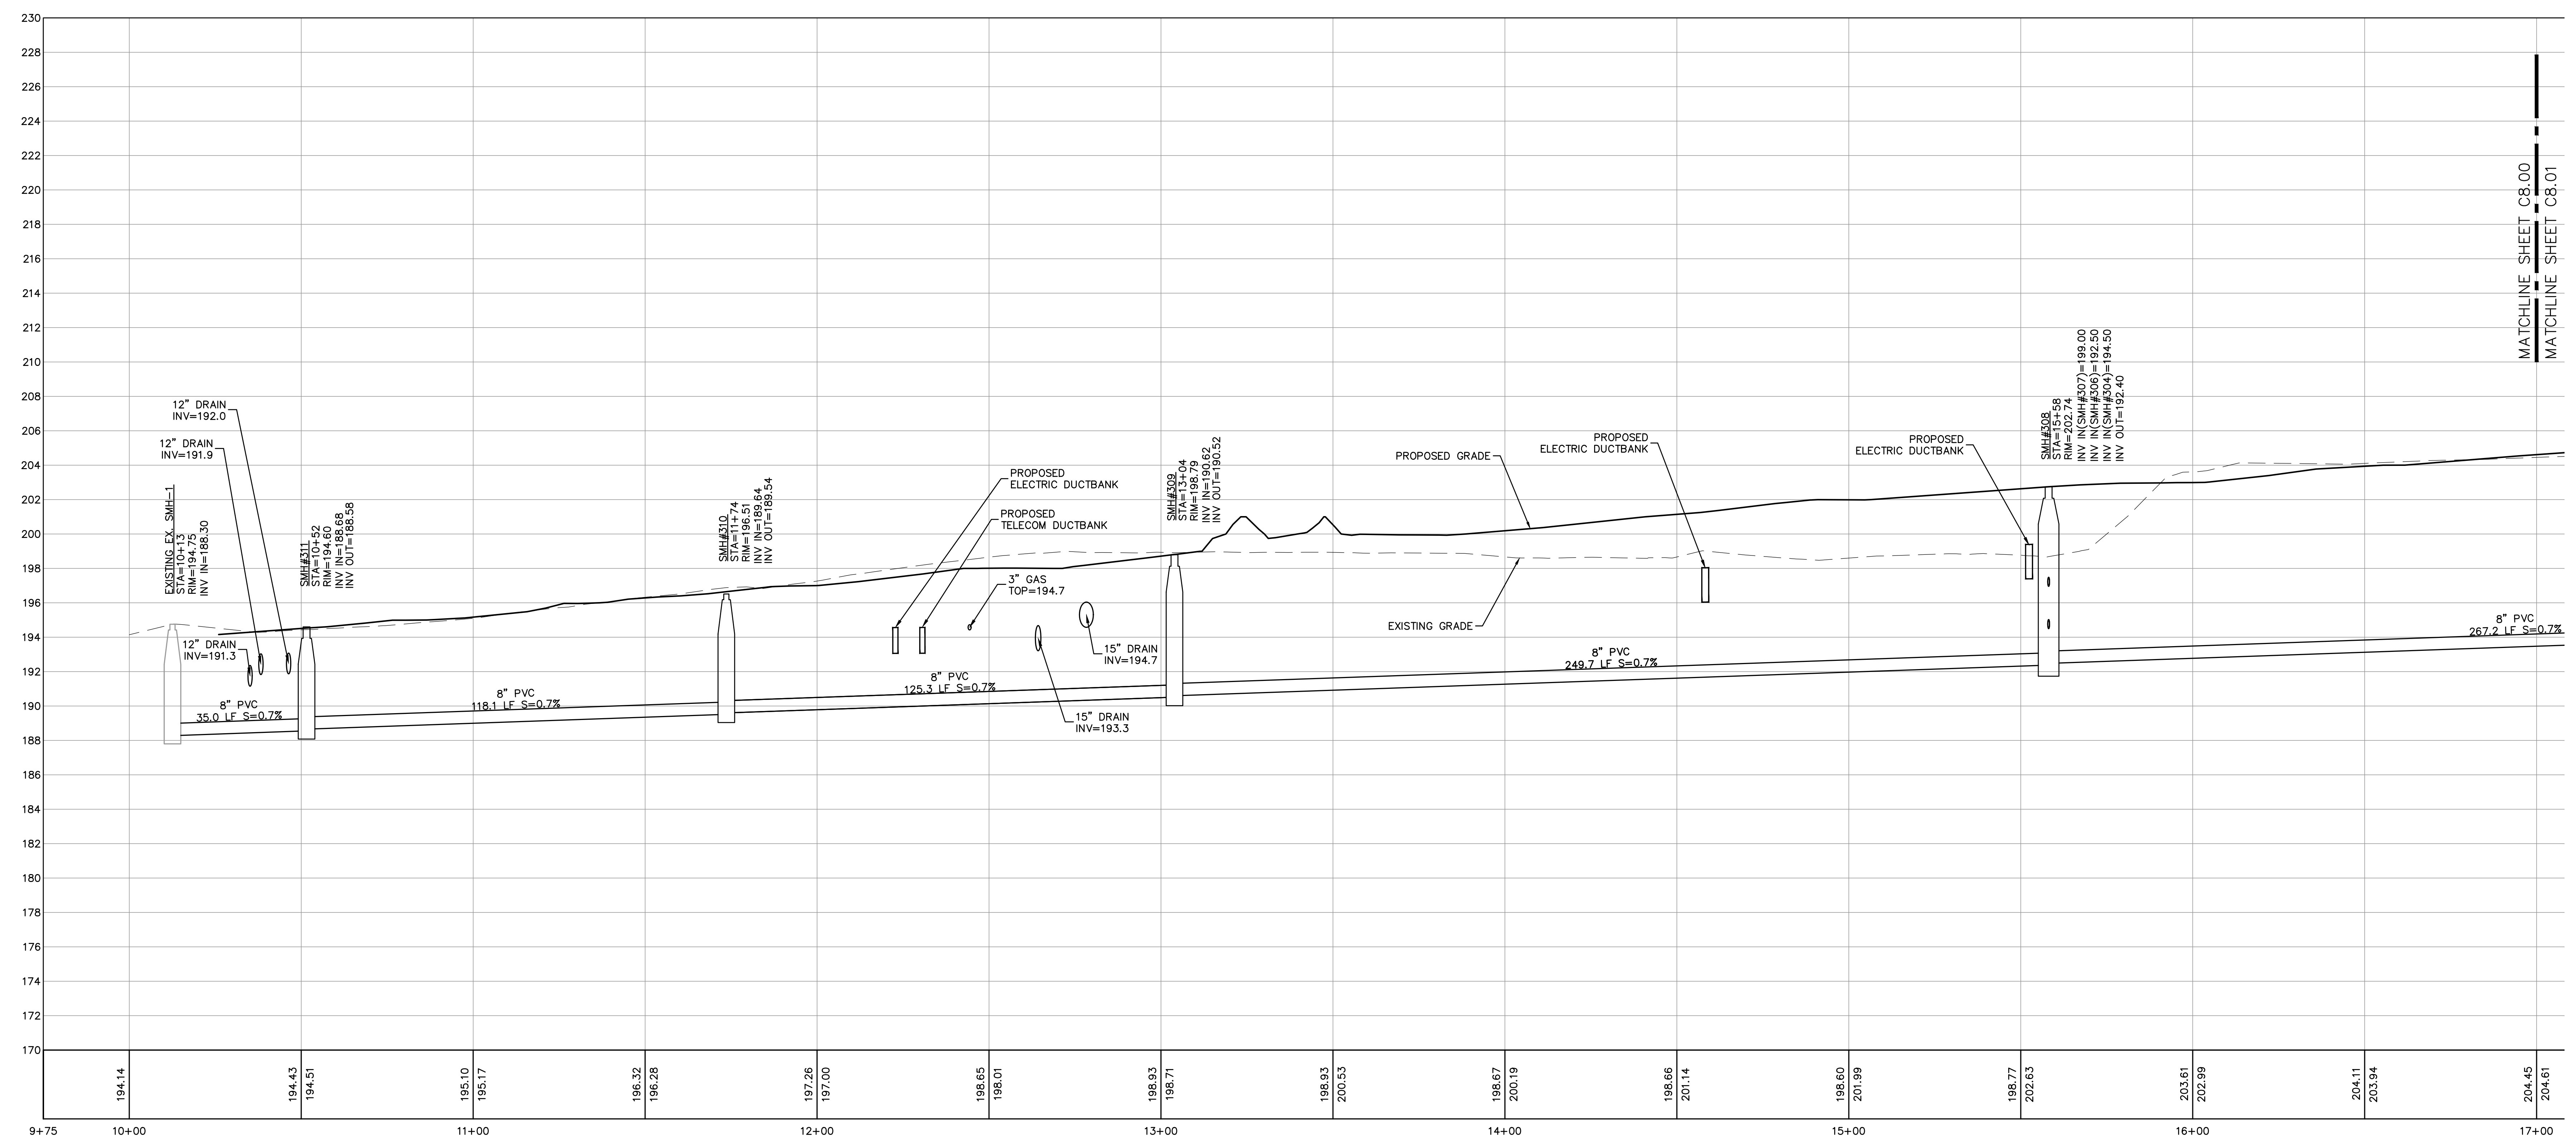 230
228
226
224
222
220
218
216
214
212
210
208
206
204
202
200
198
196
194
192
190
188
186
184
182
180
178
176
174
172
170
12" DRAIN
INV=192.0
12" DRAIN
INV=191.9
EXISTING EX. SMH-1
STA=10+13
RIM=194.75
INV IN=188.30
12" DRAIN
INV=191.3
SMH#311
STA=10+52
RIM=194.60
INV IN=188.68
INV OUT=188.58
8" PVC
35.0 LF S=0.7%
8" PVC
118.1 LF S=0.7%
SMH#310
STA=11+74
RIM=196.51
INV IN=189.64
INV OUT=189.54
PROPOSED
ELECTRIC DUCTBANK
PROPOSED
TELECOM DUCTBANK
3" GAS
TOP=194.7
8" PVC
125.3 LF S=0.7%
15" DRAIN
INV=194.7
15" DRAIN
INV=193.3
SMH#309
STA=13+04
RIM=198.79
INV IN=190.62
INV OUT=190.52
PROPOSED GRADE
EXISTING GRADE
PROPOSED
ELECTRIC DUCTBANK
8" PVC
249.7 LF S=0.7%
PROPOSED
ELECTRIC DUCTBANK
SMH#308
STA=15+58
RIM=202.74
INV IN(SMH#307)=199.00
INV IN(SMH#306)=192.50
INV IN(SMH#304)=194.50
INV OUT=192.40
8" PVC
267.2 LF S=0.7%
MATCHLINE SHEET C8.00
MATCHLINE SHEET C8.01
194.14
194.43
194.51
195.10
195.17
196.32
196.28
197.26
197.00
198.65
198.01
198.93
198.71
198.93
200.53
198.67
200.19
198.66
201.14
198.60
201.99
198.77
202.63
203.61
202.99
204.11
203.94
204.45
204.61
9+75
10+00
11+00
12+00
13+00
14+00
15+00
16+00
17+00